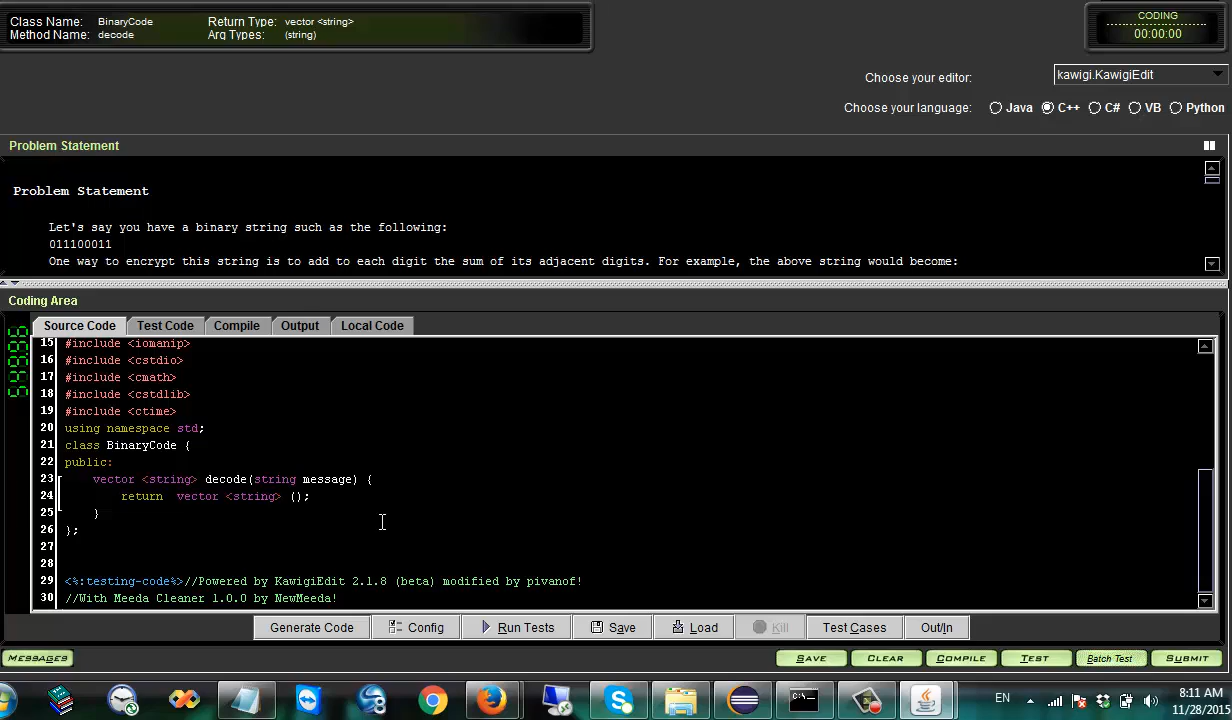 Class Name: BinaryCode Return Type: vector <string>
Method Name: decode Arg Types: (string)
CODING
00:00:00
Choose your editor: kawigi.KawigiEdit
Choose your language: Java C++ C# VB Python
Problem Statement
Problem Statement
Let's say you have a binary string such as the following:
011100011
One way to encrypt this string is to add to each digit the sum of its adjacent digits. For example, the above string would become:
Coding Area
Source Code Test Code Compile Output Local Code
15 #include <iomanip>
16 #include <cstdio>
17 #include <cmath>
18 #include <cstdlib>
19 #include <ctime>
20 using namespace std;
21 class BinaryCode {
22 public:
23 vector <string> decode(string message) {
24 return vector <string> ();
25 }
26 };
27
28
29 <%:testing-code%>//Powered by KawigiEdit 2.1.8 (beta) modified by pivanof!
30 //With Meeda Cleaner 1.0.0 by NewMeeda!
Generate Code Config Run Tests Save Load Kill Test Cases Out/In
MESSAGES SAVE CLEAR COMPILE TEST Batch Test SUBMIT
EN 8:11 AM
11/28/2015